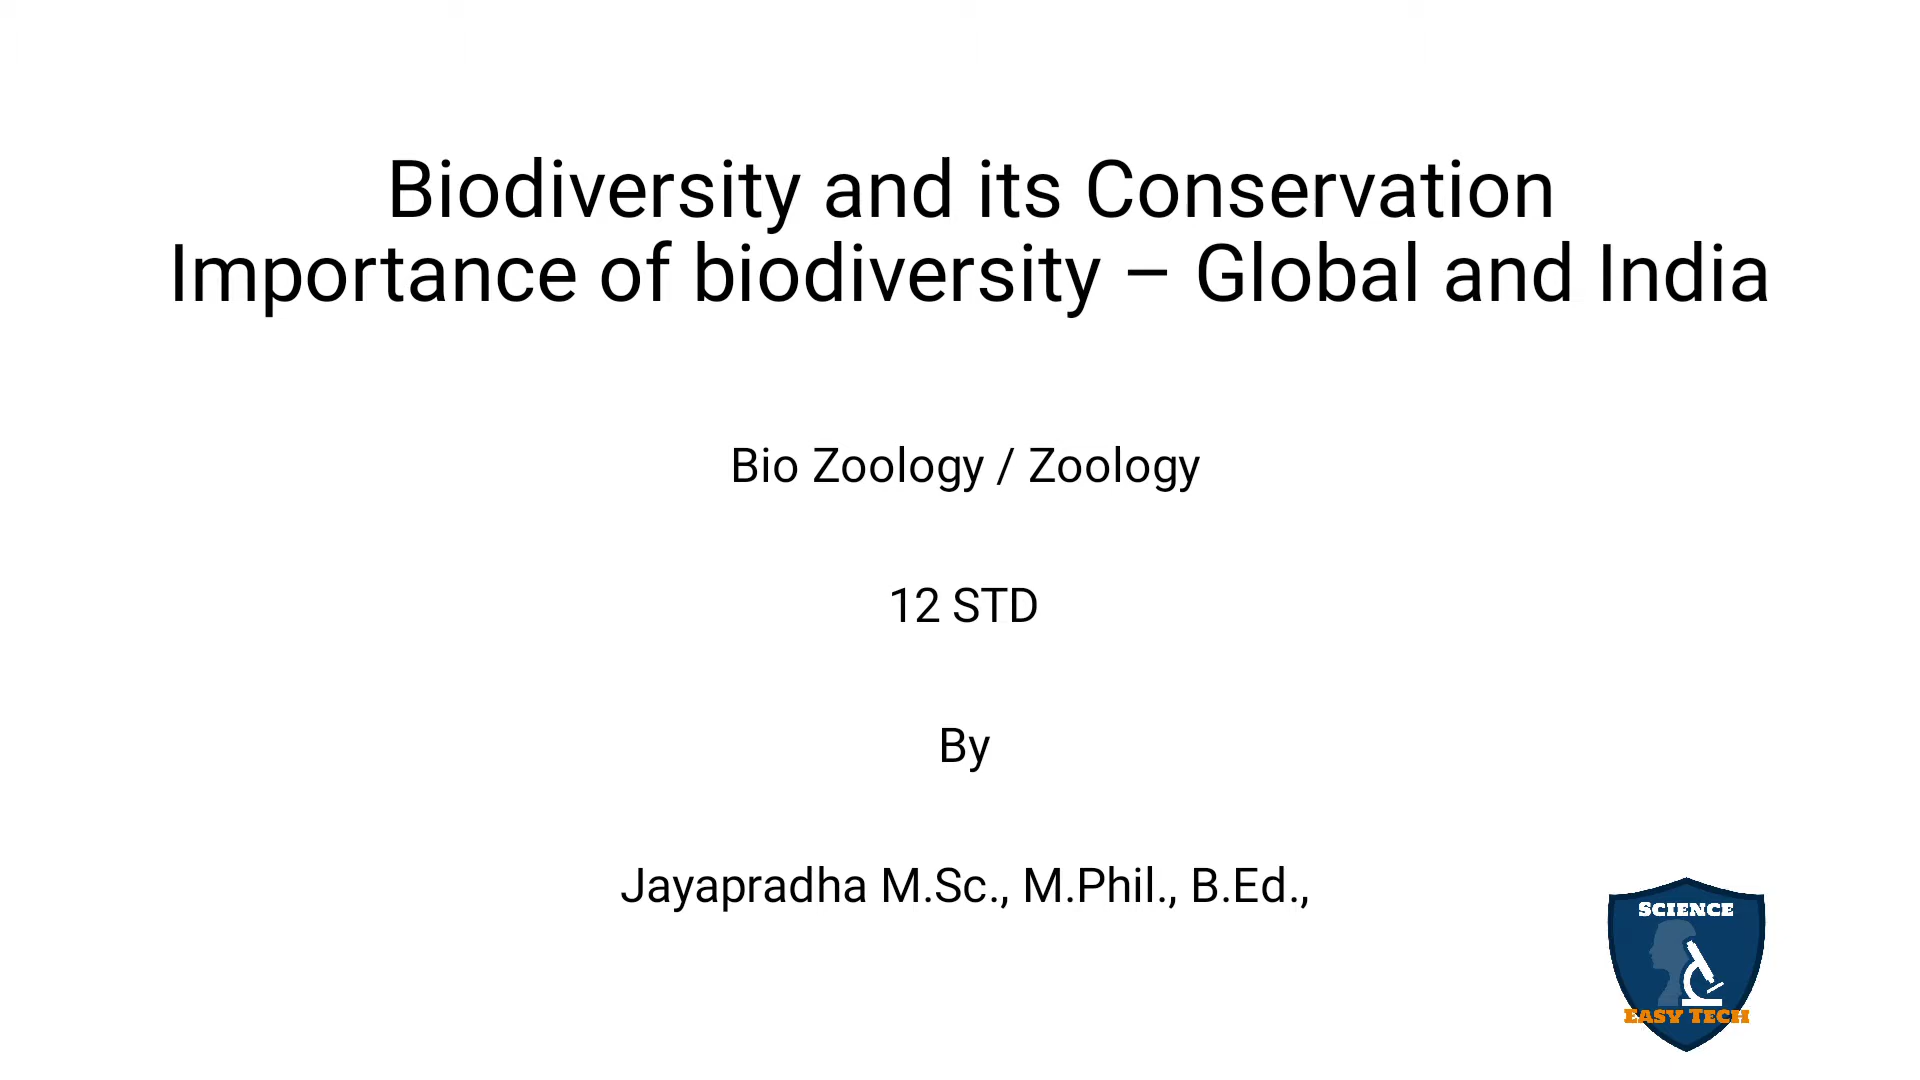 Biodiversity and its Conservation
Importance of biodiversity – Global and India
Bio Zoology / Zoology
12 STD
By
Jayapradha M.Sc., M.Phil., B.Ed.,
SCIENCE
EASY TECH